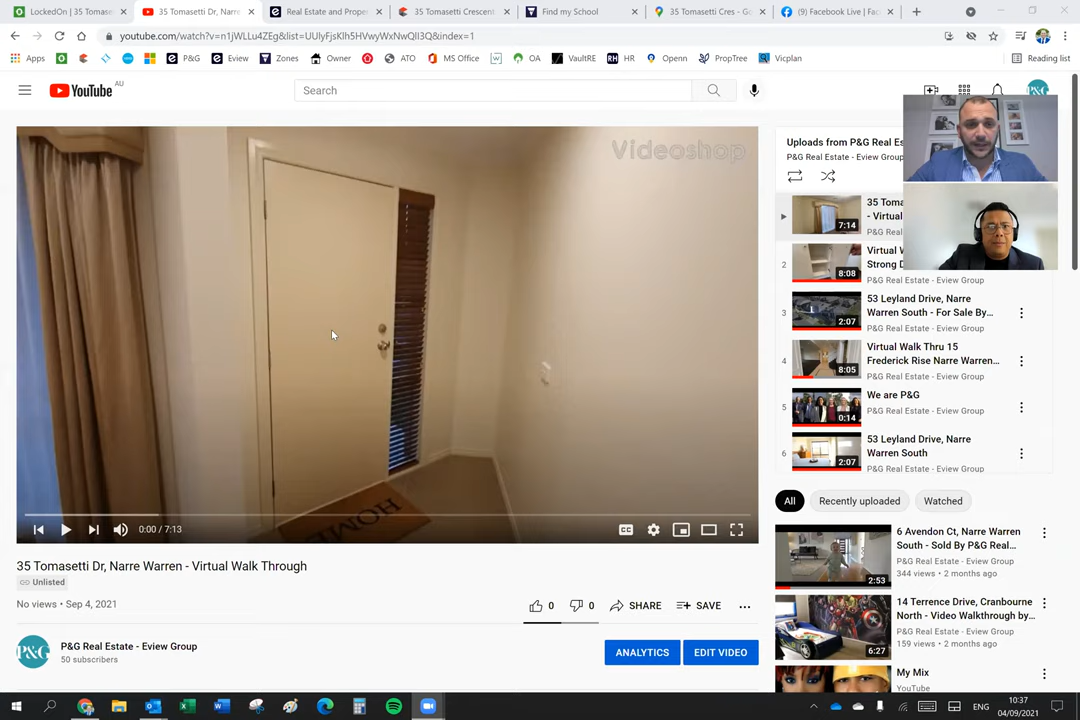 LockedOn | 35 Tomase
35 Tomasetti Dr, Narre
Real Estate and Proper
35 Tomasetti Crescent
Find my School
35 Tomasetti Cres - Go
(9) Facebook Live | Fac
youtube.com/watch?v=n1jWLLu4ZEg&list=UUlyFjsKlh5HVwyWxNwQlI3Q&index=1
Apps
P&G
Eview
Zones
Owner
ATO
MS Office
OA
VaultRE
RH
HR
Openn
PropTree
Vicplan
Reading list
YouTube AU
Search
P&G
Videoshop
HOME
0:00 / 7:13
CC
35 Tomasetti Dr, Narre Warren - Virtual Walk Through
Unlisted
No views • Sep 4, 2021
0
0
SHARE
SAVE
P&G
P&G Real Estate - Eview Group
50 subscribers
ANALYTICS
EDIT VIDEO
Uploads from P&G Real Es
P&G Real Estate - Eview Group
7:14
35 Toma
- Virtua
P&G Rea
2
8:08
Virtual W
Strong D
P&G Real Estate - Eview Group
3
2:07
53 Leyland Drive, Narre
Warren South - For Sale By...
P&G Real Estate - Eview Group
4
8:05
Virtual Walk Thru 15
Frederick Rise Narre Warren...
P&G Real Estate - Eview Group
5
0:14
We are P&G
P&G Real Estate - Eview Group
6
2:07
53 Leyland Drive, Narre
Warren South
P&G Real Estate - Eview Group
All
Recently uploaded
Watched
2:53
6 Avendon Ct, Narre Warren
South - Sold By P&G Real...
P&G Real Estate - Eview Group
344 views • 2 months ago
6:27
14 Terrence Drive, Cranbourne
North - Video Walkthrough by...
P&G Real Estate - Eview Group
159 views • 2 months ago
My Mix
YouTube
ENG
10:37
04/09/2021